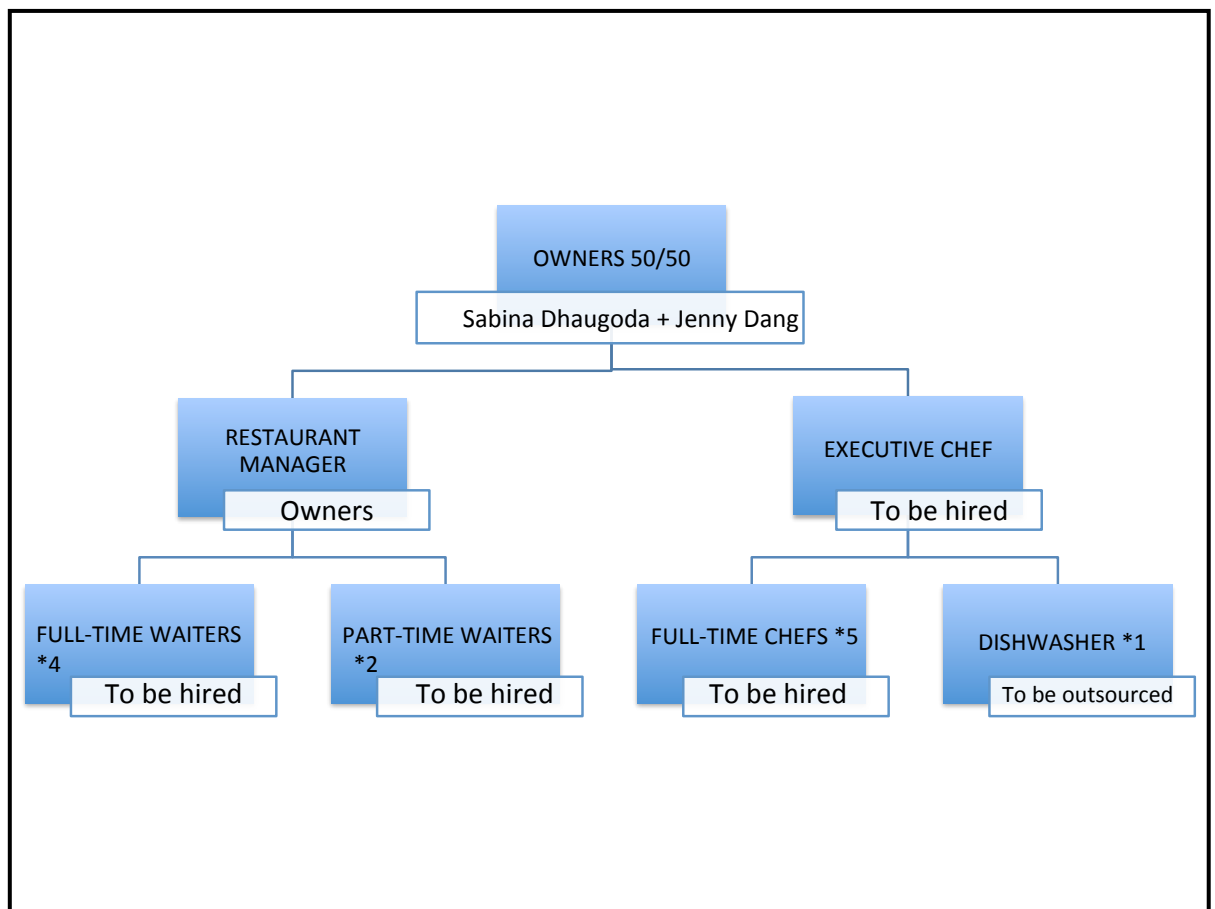 OWNERS 50/50
Sabina Dhaugoda + Jenny Dang
RESTAURANT
MANAGER
Owners
EXECUTIVE CHEF
To be hired
FULL-TIME WAITERS
*4
To be hired
PART-TIME WAITERS
*2
To be hired
FULL-TIME CHEFS *5
To be hired
DISHWASHER *1
To be outsourced